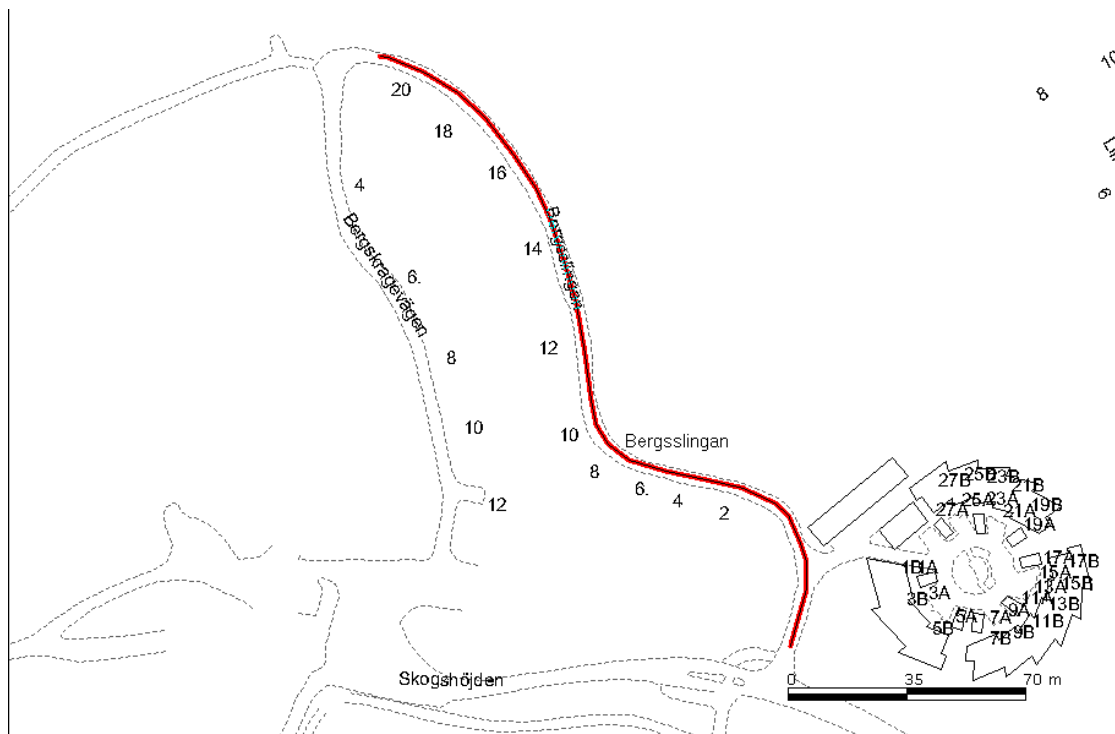 20
18
16
14
12
10
8
6.
4
2
Bergsslingan
Bergsslingan
4
6.
8
10
12
Bergskragevägen
Skogshöjden
10
8
6
27B
25B
23B
21B
19B
27A
25A
23A
21A
19A
17A
17B
15A
15B
13A
13B
11A
11B
9A
9B
7A
7B
5A
5B
3A
3B
1A
1B
0
35
70 m